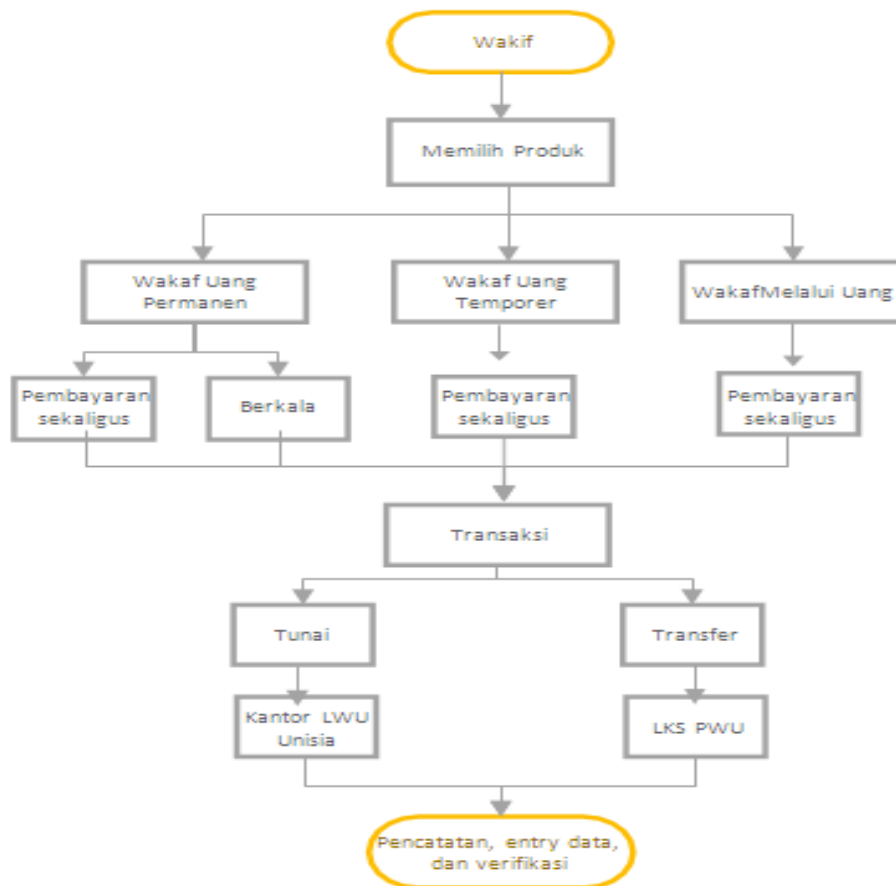 Wakif
Memilih Produk
Wakaf Uang
Permanen
Wakaf Uang
Temporer
WakafMelalui Uang
Pembayaran
sekaligus
Berkala
Pembayaran
sekaligus
Pembayaran
sekaligus
Transaksi
Tunai
Transfer
Kantor LWU
Unisia
LKS PWU
Pencatatan, entry data,
dan verifikasi